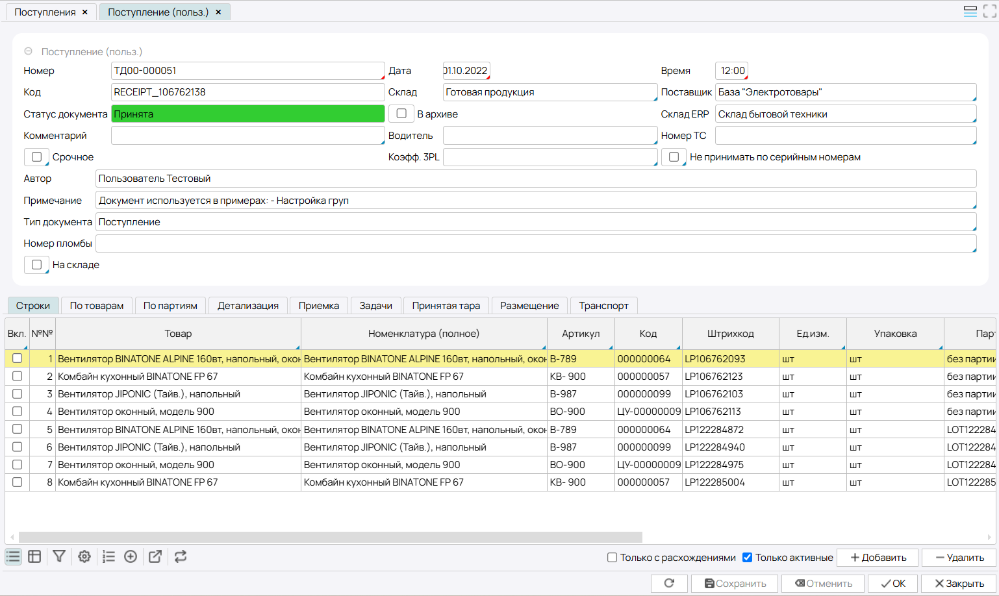 Поступления × Поступление (польз.) ×
Поступление (польз.)
Номер ТД00-000051 Дата 01.10.2022 Время 12:00
Код RECEIPT_106762138 Склад Готовая продукция Поставщик База "Электротовары"
Статус документа Принята В архиве Склад ERP Склад бытовой техники
Комментарий Водитель Номер ТС
Срочное Коэфф. 3PL Не принимать по серийным номерам
Автор Пользователь Тестовый
Примечание Документ используется в примерах: - Настройка груп
Тип документа Поступление
Номер пломбы
На складе
Строки По товарам По партиям Детализация Приемка Задачи Принятая тара Размещение Транспорт
Вкл. №№ Товар Номенклатура (полное) Артикул Код Штрихкод Ед.изм. Упаковка Парт
1 Вентилятор BINATONE ALPINE 160вт, напольный, окон Вентилятор BINATONE ALPINE 160вт, напольный, окон В-789 000000064 LP106762093 шт шт без партии
2 Комбайн кухонный BINATONE FP 67 Комбайн кухонный BINATONE FP 67 КВ- 900 000000057 LP106762123 шт шт без партии
3 Вентилятор JIPONIC (Тайв.), напольный Вентилятор JIPONIC (Тайв.), напольный В-987 000000099 LP106762103 шт шт без партии
4 Вентилятор оконный, модель 900 Вентилятор оконный, модель 900 ВО-900 ЦУ-00000009 LP106762113 шт шт без партии
5 Вентилятор BINATONE ALPINE 160вт, напольный, окон Вентилятор BINATONE ALPINE 160вт, напольный, окон В-789 000000064 LP122284872 шт шт LOT122284
6 Вентилятор JIPONIC (Тайв.), напольный Вентилятор JIPONIC (Тайв.), напольный В-987 000000099 LP122284940 шт шт LOT122284
7 Вентилятор оконный, модель 900 Вентилятор оконный, модель 900 ВО-900 ЦУ-00000009 LP122284975 шт шт LOT122284
8 Комбайн кухонный BINATONE FP 67 Комбайн кухонный BINATONE FP 67 КВ- 900 000000057 LP122285004 шт шт LOT122285
Только с расхождениями Только активные Добавить Удалить
Сохранить Отменить ОК Закрыть